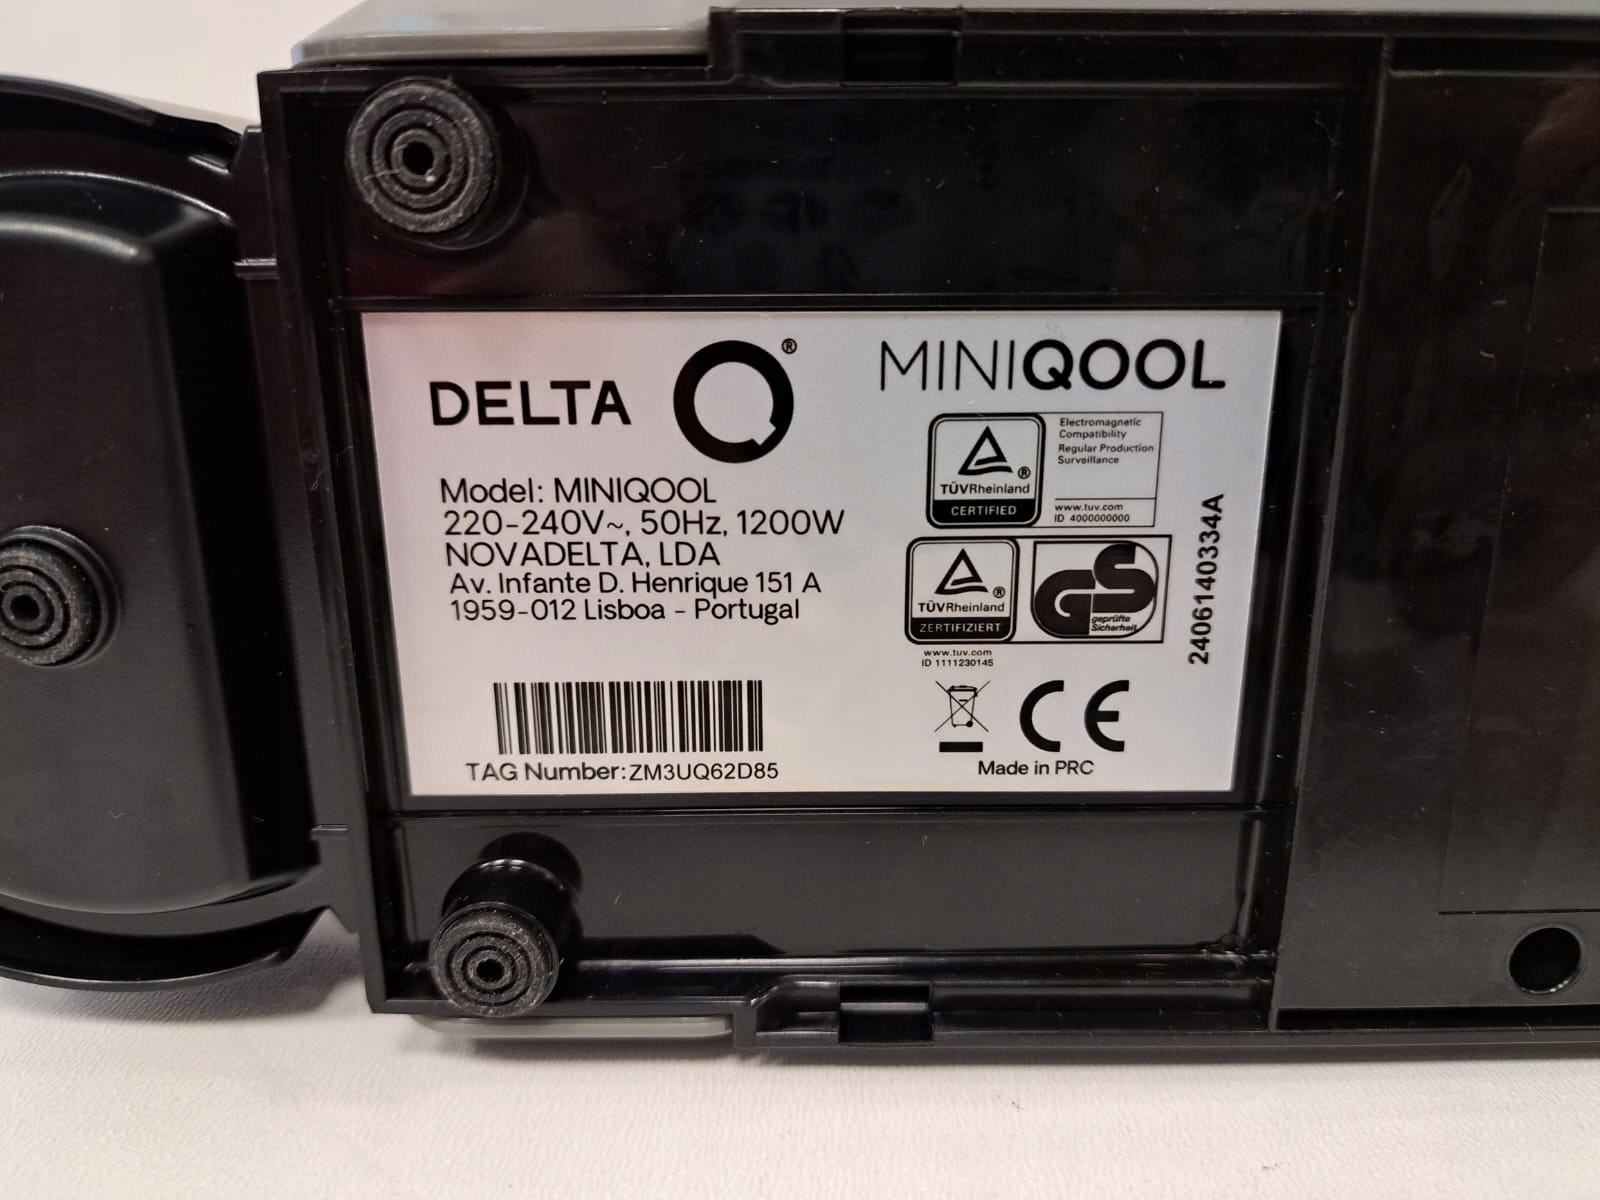 DELTA Q®
MINIQOOL
Model: MINIQOOL
220-240V~, 50Hz, 1200W
NOVADELTA, LDA
Av. Infante D. Henrique 151 A
1959-012 Lisboa - Portugal
TAG Number:ZM3UQ62D85
TÜVRheinland®
CERTIFIED
Electromagnetic
Compatibility
Regular Production
Surveillance
www.tuv.com
ID 4000000000
TÜVRheinland®
ZERTIFIZIERT
GS
geprüfte
Sicherheit
www.tuv.com
ID 1111230145
CE
Made in PRC
2406140334A